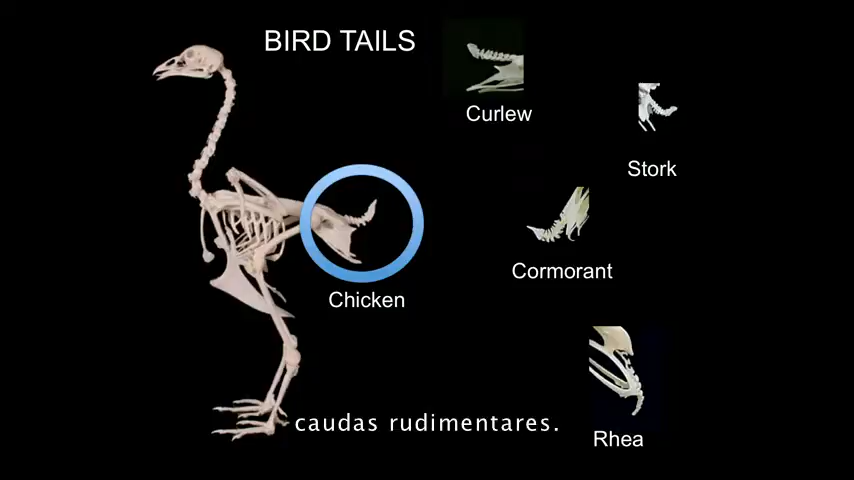 BIRD TAILS
Curlew
Stork
Cormorant
Chicken
caudas rudimentares.
Rhea